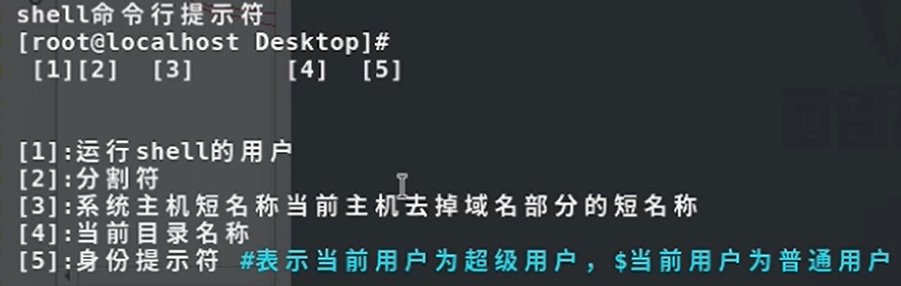 shell命令行提示符
[root@localhost Desktop]#
[1][2] [3] [4] [5]
[1]:运行shell的用户
[2]:分割符
[3]:系统主机短名称当前主机去掉域名部分的短名称
[4]:当前目录名称
[5]:身份提示符 #表示当前用户为超级用户，$当前用户为普通用户